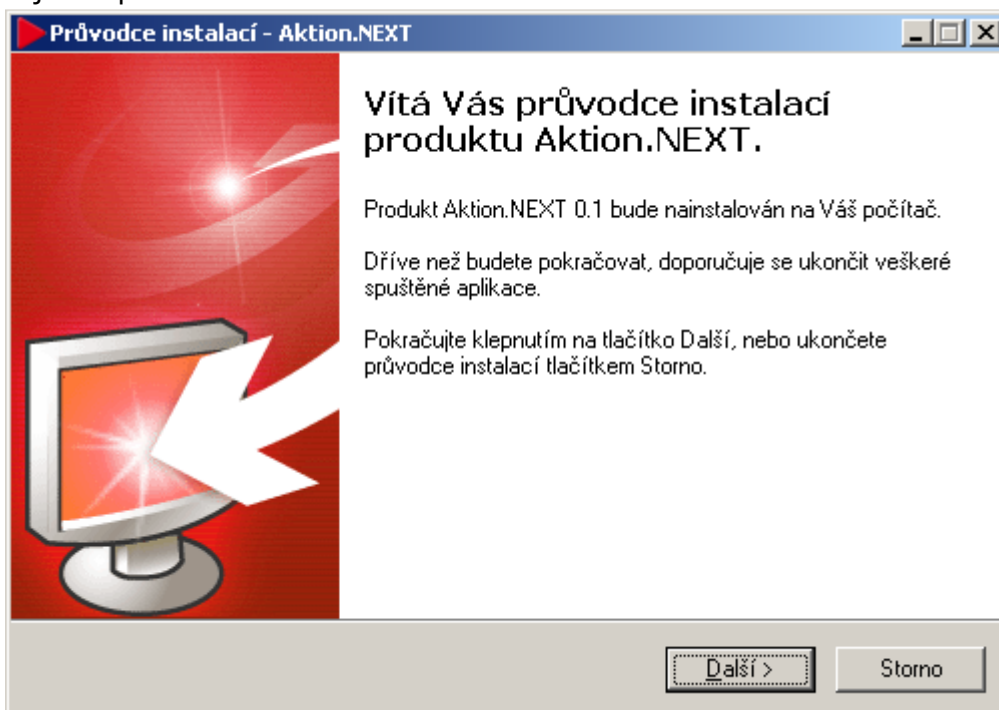 Průvodce instalací - Aktion.NEXT
Vítá Vás průvodce instalací
produktu Aktion.NEXT.
Produkt Aktion.NEXT 0.1 bude nainstalován na Váš počítač.
Dříve než budete pokračovat, doporučuje se ukončit veškeré
spuštěné aplikace.
Pokračujte klepnutím na tlačítko Další, nebo ukončete
průvodce instalací tlačítkem Storno.
Další >
Storno